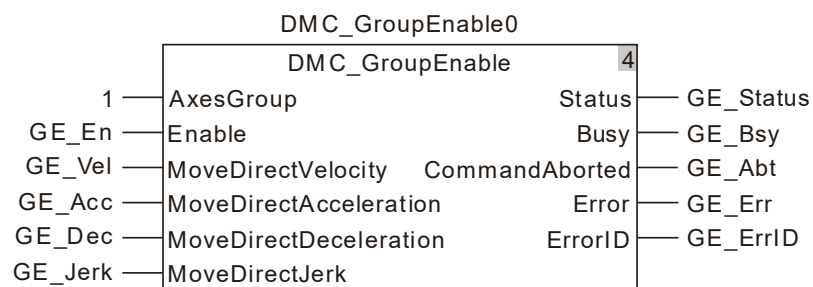 DMC_GroupEnable0
DMC_GroupEnable 4
1 AxesGroup Status GE_Status
GE_En Enable Busy GE_Bsy
GE_Vel MoveDirectVelocity CommandAborted GE_Abt
GE_Acc MoveDirectAcceleration Error GE_Err
GE_Dec MoveDirectDeceleration ErrorID GE_ErrID
GE_Jerk MoveDirectJerk